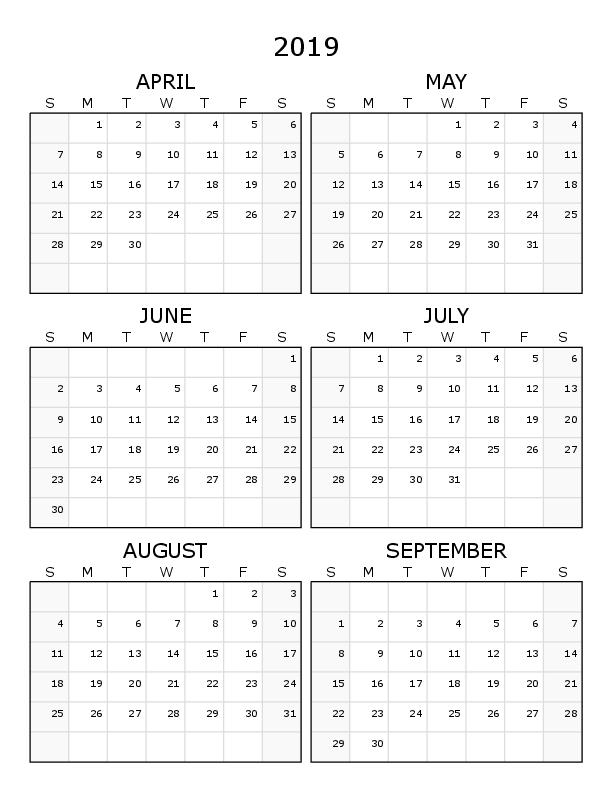 2019
APRIL
S M T W T F S
1 2 3 4 5 6
7 8 9 10 11 12 13
14 15 16 17 18 19 20
21 22 23 24 25 26 27
28 29 30
MAY
S M T W T F S
1 2 3 4
5 6 7 8 9 10 11
12 13 14 15 16 17 18
19 20 21 22 23 24 25
26 27 28 29 30 31
JUNE
S M T W T F S
1
2 3 4 5 6 7 8
9 10 11 12 13 14 15
16 17 18 19 20 21 22
23 24 25 26 27 28 29
30
JULY
S M T W T F S
1 2 3 4 5 6
7 8 9 10 11 12 13
14 15 16 17 18 19 20
21 22 23 24 25 26 27
28 29 30 31
AUGUST
S M T W T F S
1 2 3
4 5 6 7 8 9 10
11 12 13 14 15 16 17
18 19 20 21 22 23 24
25 26 27 28 29 30 31
SEPTEMBER
S M T W T F S
1 2 3 4 5 6 7
8 9 10 11 12 13 14
15 16 17 18 19 20 21
22 23 24 25 26 27 28
29 30